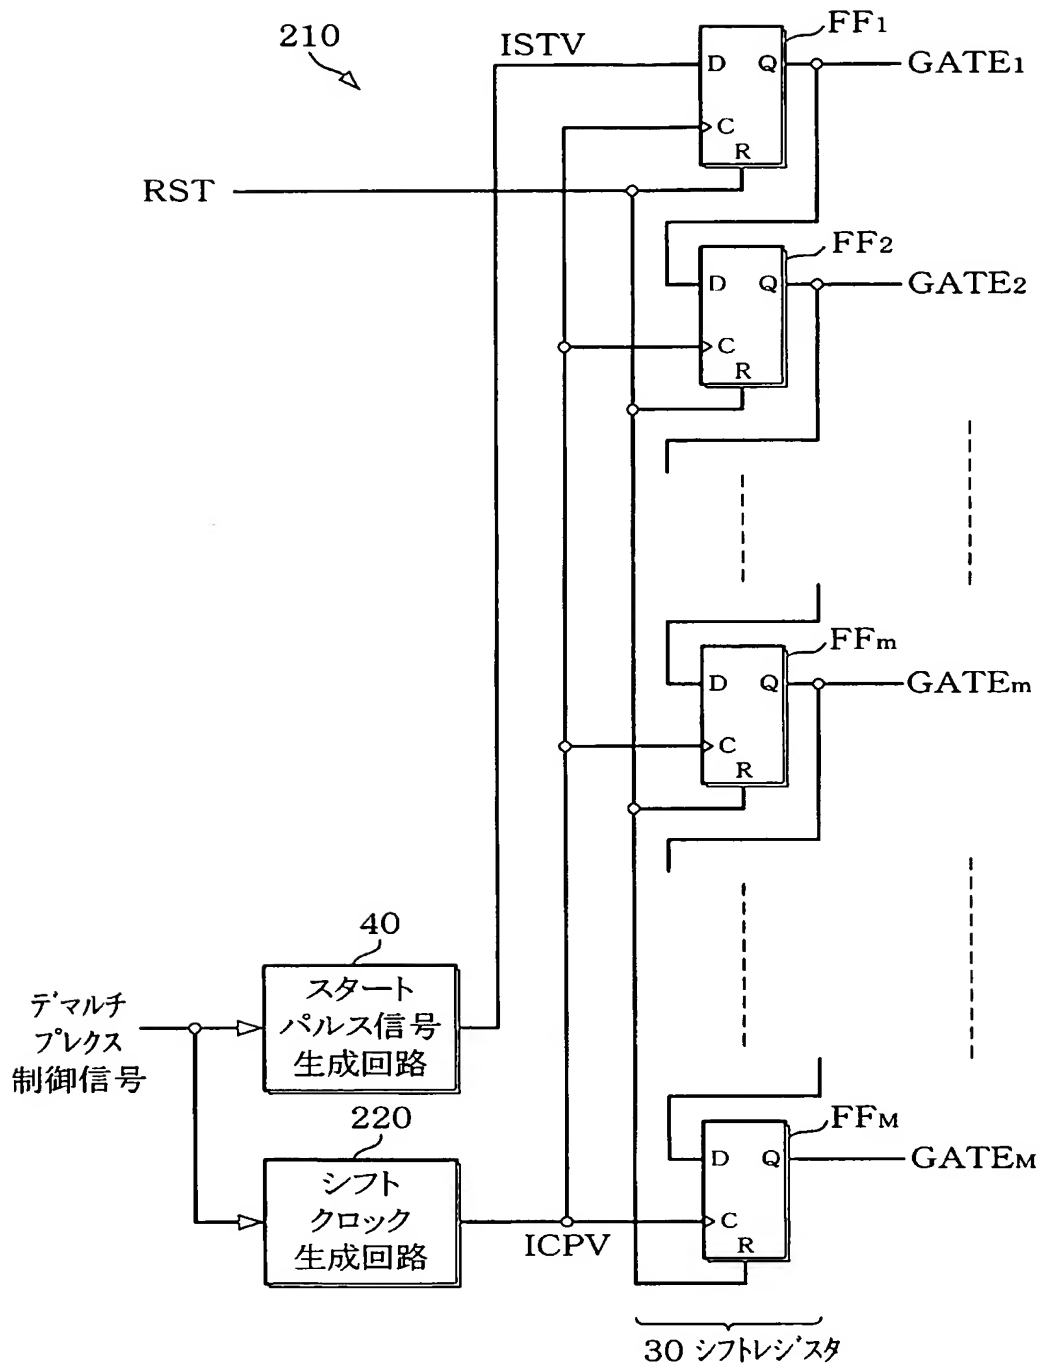 210
ISTV
FF1
D
Q
GATE1
C
R
RST
FF2
D
Q
GATE2
C
R
FFm
D
Q
GATEm
C
R
40
スタート
パルス信号
生成回路
デマルチ
プレクス
制御信号
220
シフト
クロック
生成回路
ICPV
FFM
D
Q
GATEM
C
R
30 シフトレジスタ